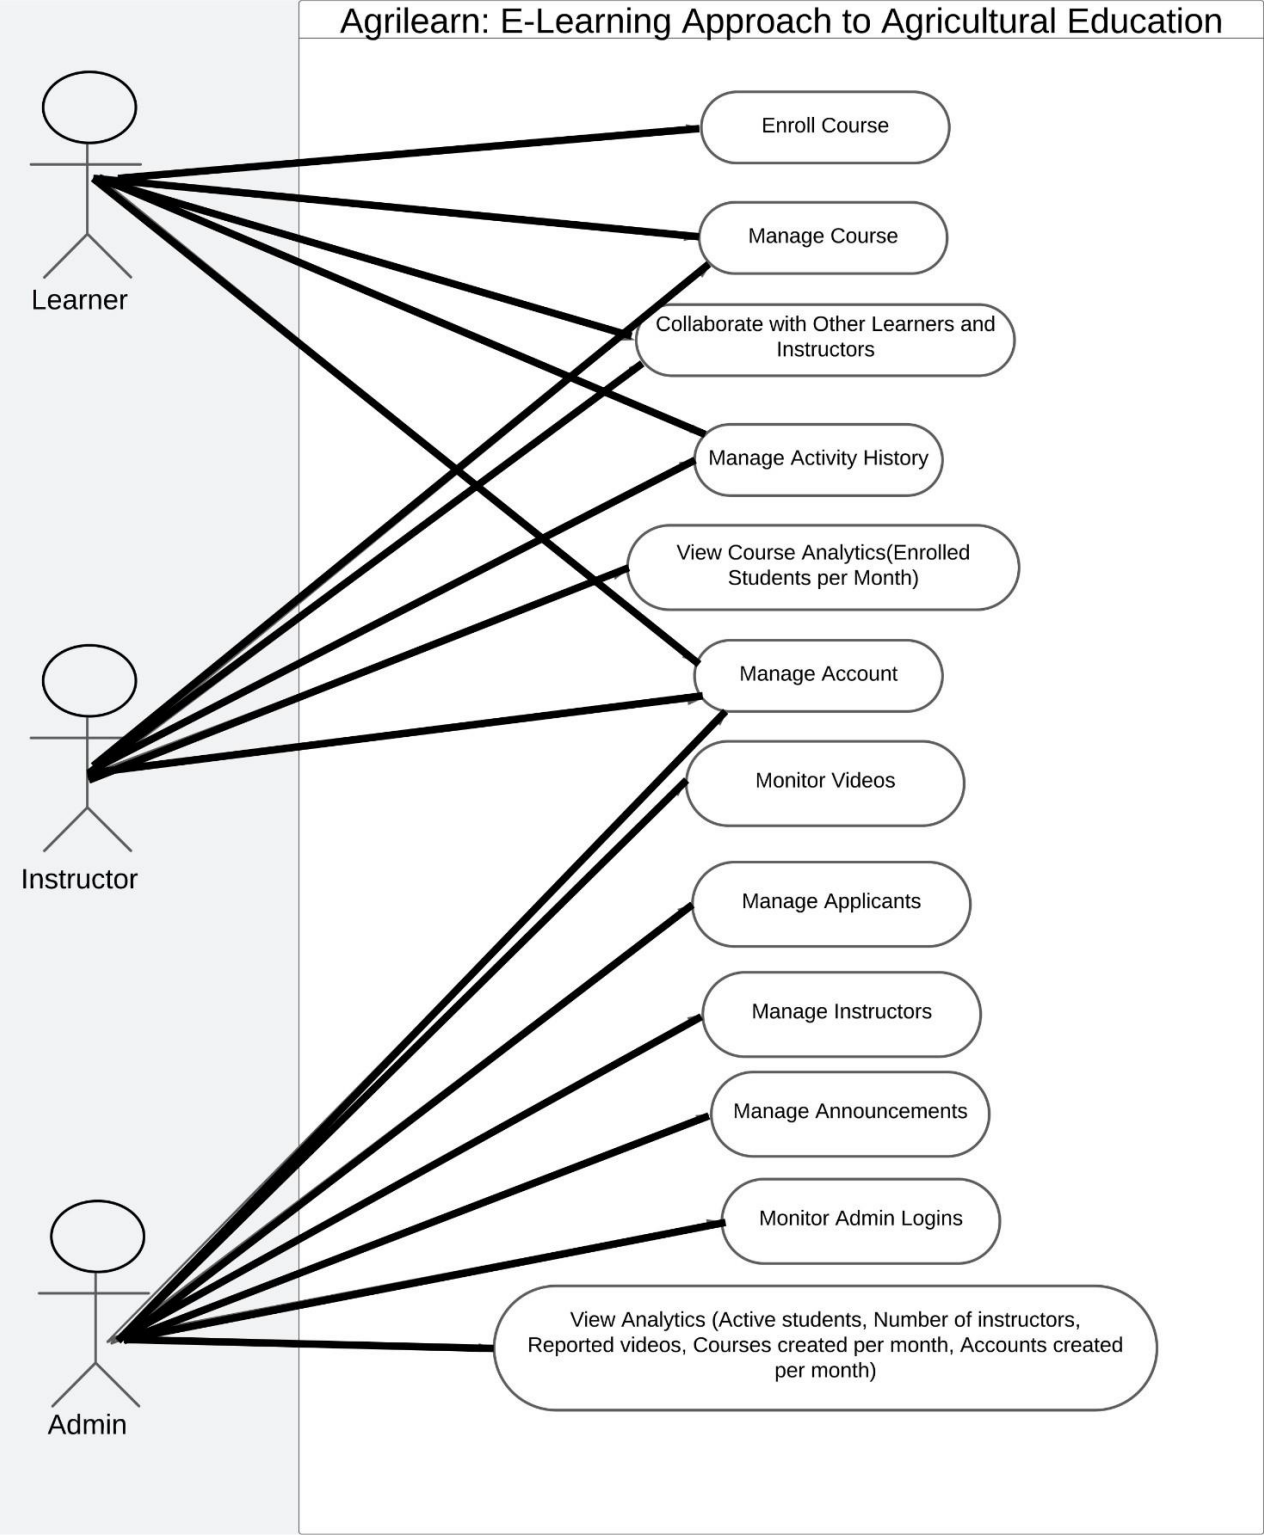 Agrilearn: E-Learning Approach to Agricultural Education
Enroll Course
Manage Course
Learner
Collaborate with Other Learners and
Instructors
Manage Activity History
View Course Analytics(Enrolled
Students per Month)
Manage Account
Monitor Videos
Instructor
Manage Applicants
Manage Instructors
Manage Announcements
Monitor Admin Logins
View Analytics (Active students, Number of instructors,
Reported videos, Courses created per month, Accounts created
per month)
Admin